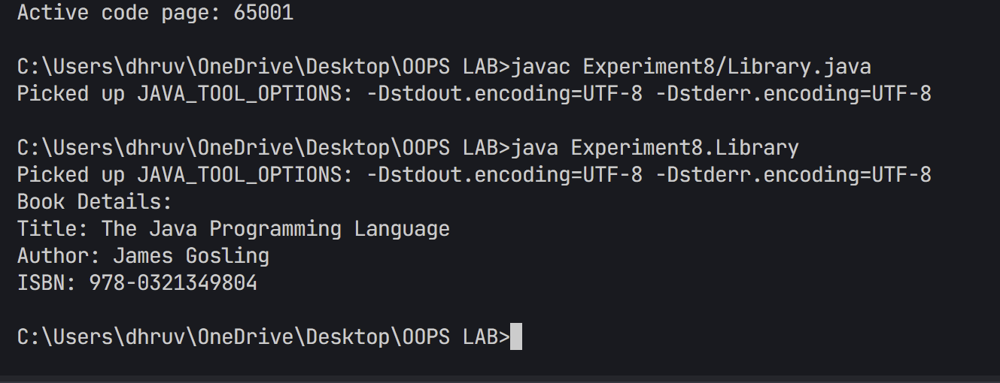 Active code page: 65001
C:\Users\dhruv\OneDrive\Desktop\OOPS LAB>javac Experiment8/Library.java
Picked up JAVA_TOOL_OPTIONS: -Dstdout.encoding=UTF-8 -Dstderr.encoding=UTF-8
C:\Users\dhruv\OneDrive\Desktop\OOPS LAB>java Experiment8.Library
Picked up JAVA_TOOL_OPTIONS: -Dstdout.encoding=UTF-8 -Dstderr.encoding=UTF-8
Book Details:
Title: The Java Programming Language
Author: James Gosling
ISBN: 978-0321349804
C:\Users\dhruv\OneDrive\Desktop\OOPS LAB>